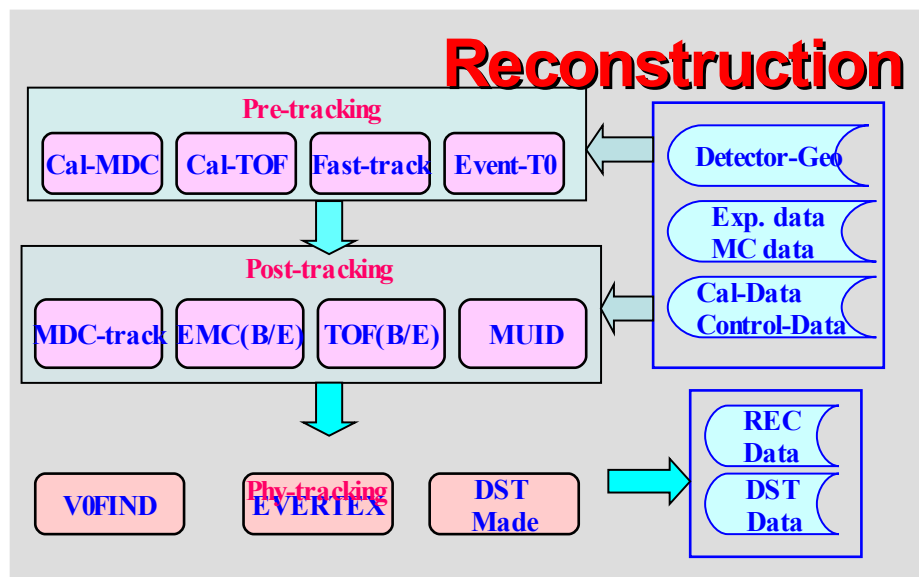 Reconstruction
Pre-tracking
Cal-MDC
Cal-TOF
Fast-track
Event-T0
Detector-Geo
Exp. data
MC data
Cal-Data
Control-Data
Post-tracking
MDC-track
EMC(B/E)
TOF(B/E)
MUID
Phy-tracking
V0FIND
EVERTEX
DST
Made
REC
Data
DST
Data